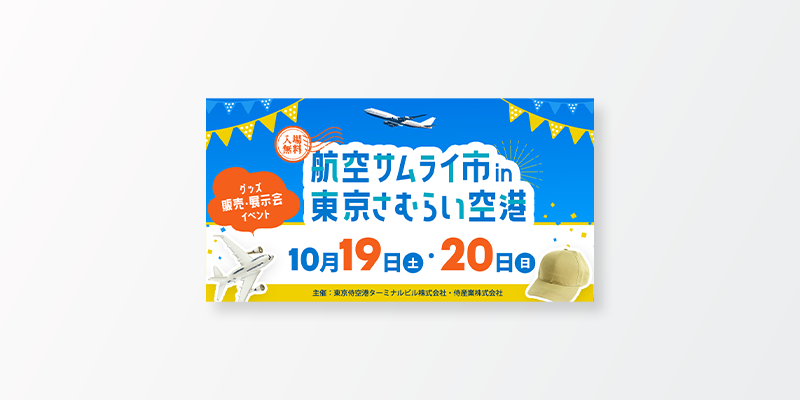 入場
無料
航空サムライ市in
東京さむらい空港
グッズ
販売・展示会
イベント
10月19日土・20日日
主催：東京侍空港ターミナルビル株式会社・侍産業株式会社